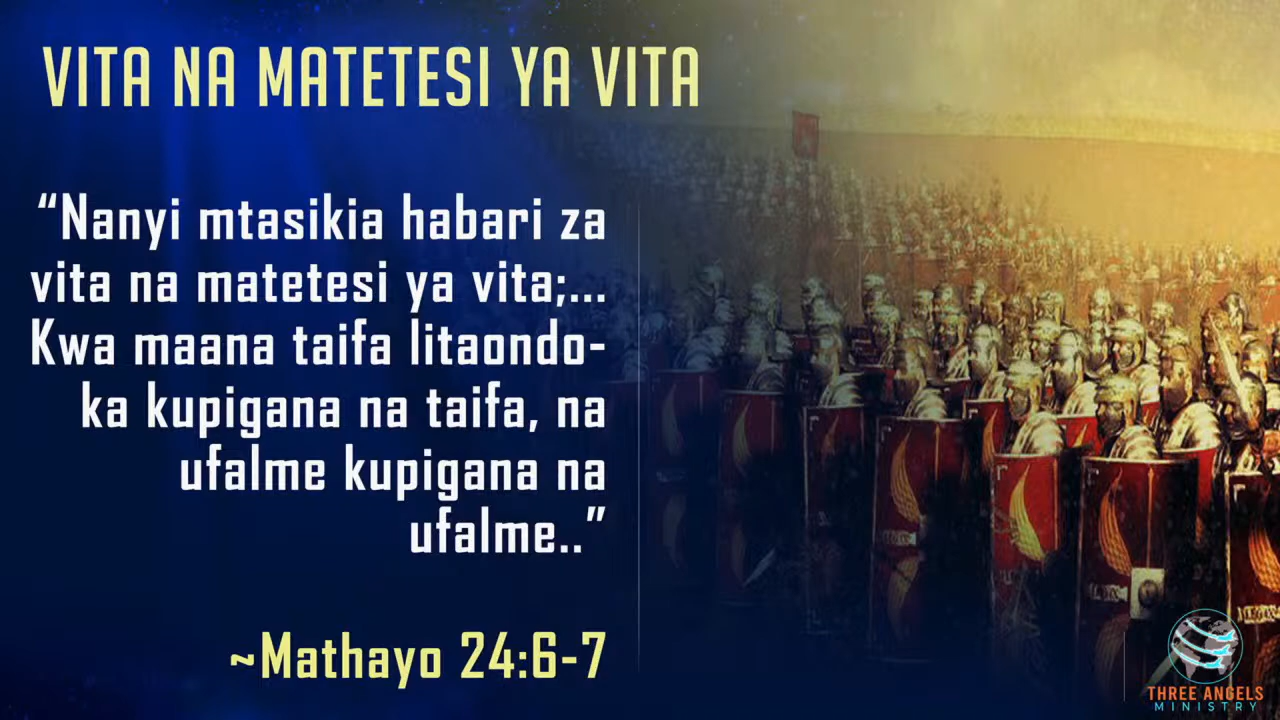 VITA NA MATETESI YA VITA
“Nanyi mtasikia habari za
vita na matetesi ya vita;...
Kwa maana taifa litaondo-
ka kupigana na taifa, na
ufalme kupigana na
ufalme..”
~Mathayo 24:6-7
THREE ANGELS
MINISTRY